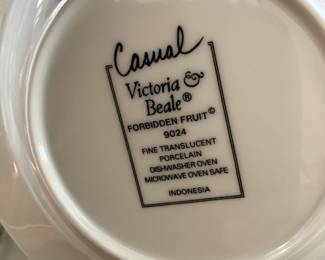 Casual
Victoria &
Beale®
FORBIDDEN FRUIT©
9024
FINE TRANSLUCENT
PORCELAIN
DISHWASHER OVEN
MICROWAVE OVEN SAFE
INDONESIA